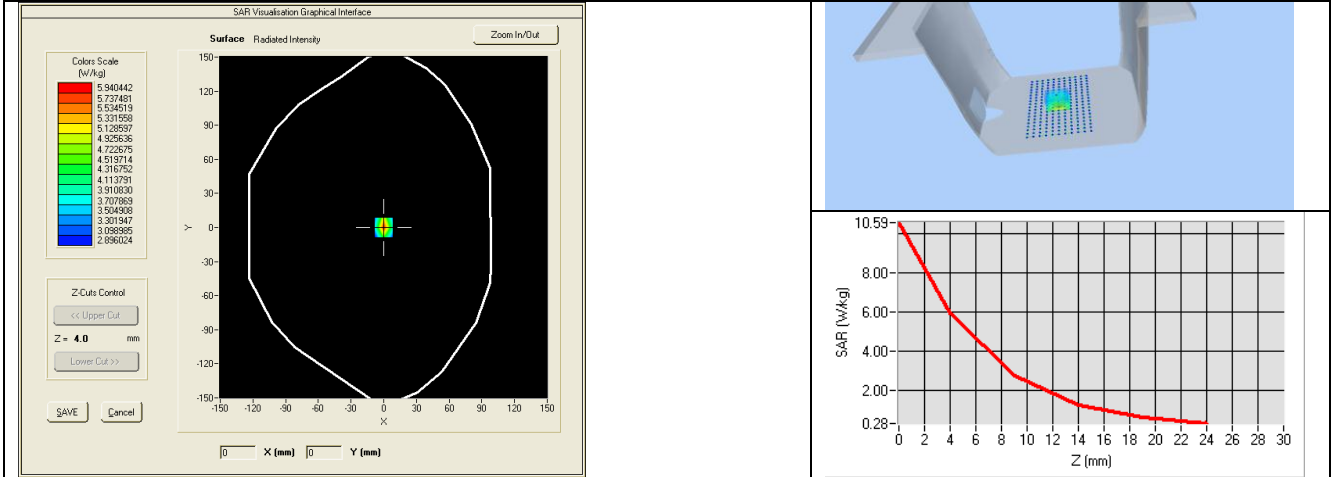 SAR Visualisation Graphical Interface
Surface Radiated Intensity
Zoom In/Out
Colors Scale
(W/kg)
5.940442
5.737481
5.534519
5.331558
5.128597
4.925636
4.722675
4.519714
4.316752
4.113791
3.910830
3.707869
3.504908
3.301947
3.098985
2.896024
Z-Cuts Control
<< Upper Cut
Z = 4.0 mm
Lower Cut >>
SAVE Cancel
150
120
90
60
30
0
-30
-60
-90
-120
-150
Y
-150 -120 -90 -60 -30 0 30 60 90 120 150
X
0 X (mm) 0 Y (mm)
10.59
8.00
6.00
4.00
2.00
0.28
SAR (W/kg)
0 2 4 6 8 10 12 14 16 18 20 22 24 26 28 30
Z (mm)